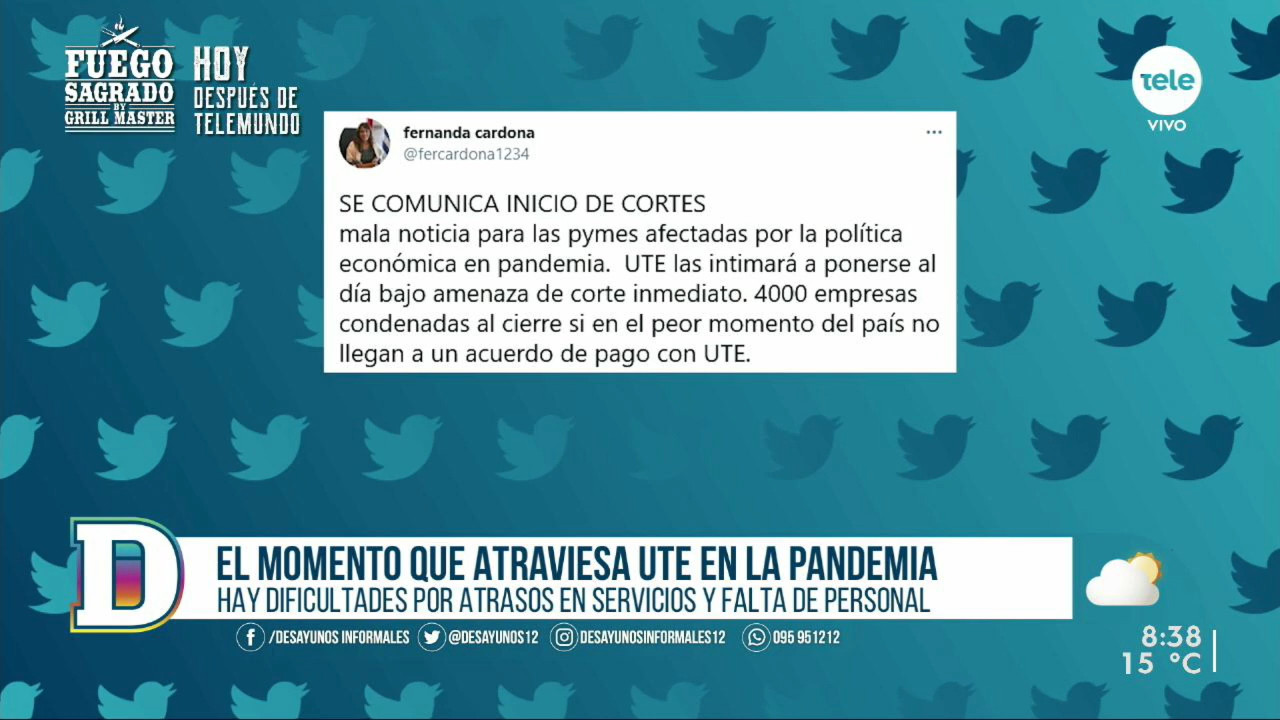 FUEGO
SAGRADO
BY
GRILL MASTER
HOY
DESPUÉS DE
TELEMUNDO
tele
VIVO
fernanda cardona
@fercardona1234
SE COMUNICA INICIO DE CORTES
mala noticia para las pymes afectadas por la política
económica en pandemia.  UTE las intimará a ponerse al
día bajo amenaza de corte inmediato. 4000 empresas
condenadas al cierre si en el peor momento del país no
llegan a un acuerdo de pago con UTE.
D
EL MOMENTO QUE ATRAVIESA UTE EN LA PANDEMIA
HAY DIFICULTADES POR ATRASOS EN SERVICIOS Y FALTA DE PERSONAL
/DESAYUNOS INFORMALES @DESAYUNOS12 DESAYUNOSINFORMALES12 095 951212
8:38
15 °C